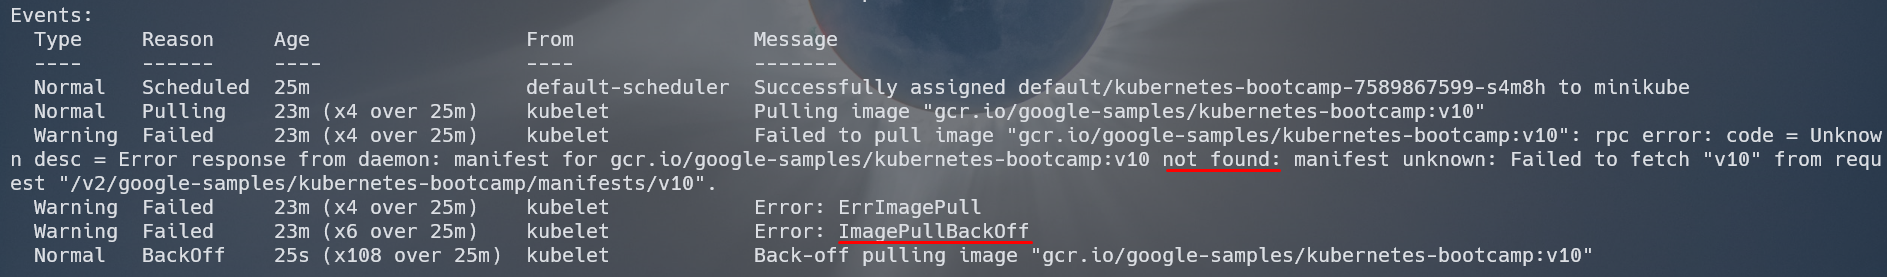 Events:
Type Reason Age From Message
---- ------ ---- ---- -------
Normal Scheduled 25m default-scheduler Successfully assigned default/kubernetes-bootcamp-7589867599-s4m8h to minikube
Normal Pulling 23m (x4 over 25m) kubelet Pulling image "gcr.io/google-samples/kubernetes-bootcamp:v10"
Warning Failed 23m (x4 over 25m) kubelet Failed to pull image "gcr.io/google-samples/kubernetes-bootcamp:v10": rpc error: code = Unknow
n desc = Error response from daemon: manifest for gcr.io/google-samples/kubernetes-bootcamp:v10 not found: manifest unknown: Failed to fetch "v10" from requ
est "/v2/google-samples/kubernetes-bootcamp/manifests/v10".
Warning Failed 23m (x4 over 25m) kubelet Error: ErrImagePull
Warning Failed 23m (x6 over 25m) kubelet Error: ImagePullBackOff
Normal BackOff 25s (x108 over 25m) kubelet Back-off pulling image "gcr.io/google-samples/kubernetes-bootcamp:v10"